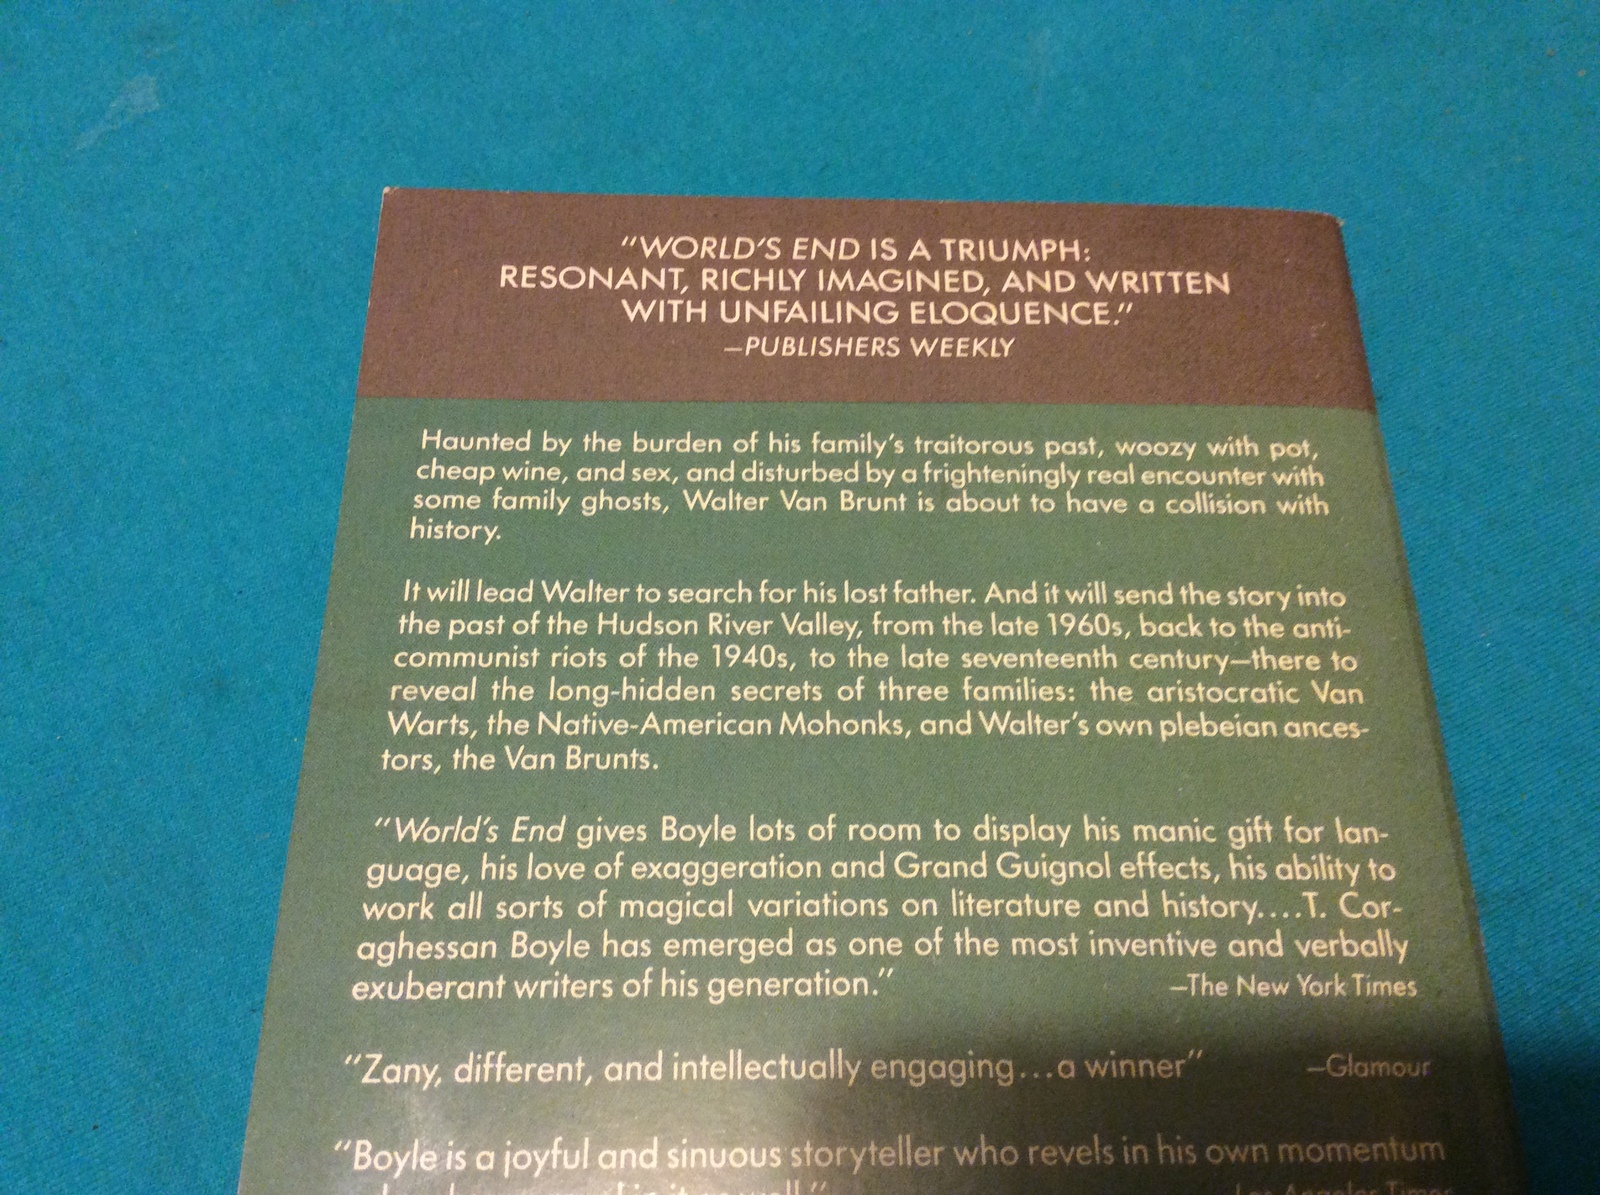 “WORLD’S END IS A TRIUMPH:
RESONANT, RICHLY IMAGINED, AND WRITTEN
WITH UNFAILING ELOQUENCE.”
—PUBLISHERS WEEKLY
Haunted by the burden of his family’s traitorous past, woozy with pot,
cheap wine, and sex, and disturbed by a frighteningly real encounter with
some family ghosts, Walter Van Brunt is about to have a collision with
history.
It will lead Walter to search for his lost father. And it will send the story into
the past of the Hudson River Valley, from the late 1960s, back to the anti-
communist riots of the 1940s, to the late seventeenth century—there to
reveal the long-hidden secrets of three families: the aristocratic Van
Warts, the Native-American Mohonks, and Walter’s own plebeian ances-
tors, the Van Brunts.
“World’s End gives Boyle lots of room to display his manic gift for lan-
guage, his love of exaggeration and Grand Guignol effects, his ability to
work all sorts of magical variations on literature and history....T. Cor-
aghessan Boyle has emerged as one of the most inventive and verbally
exuberant writers of his generation.” —The New York Times
“Zany, different, and intellectually engaging...a winner” —Glamour
“Boyle is a joyful and sinuous storyteller who revels in his own momentum
Los Angeles Times